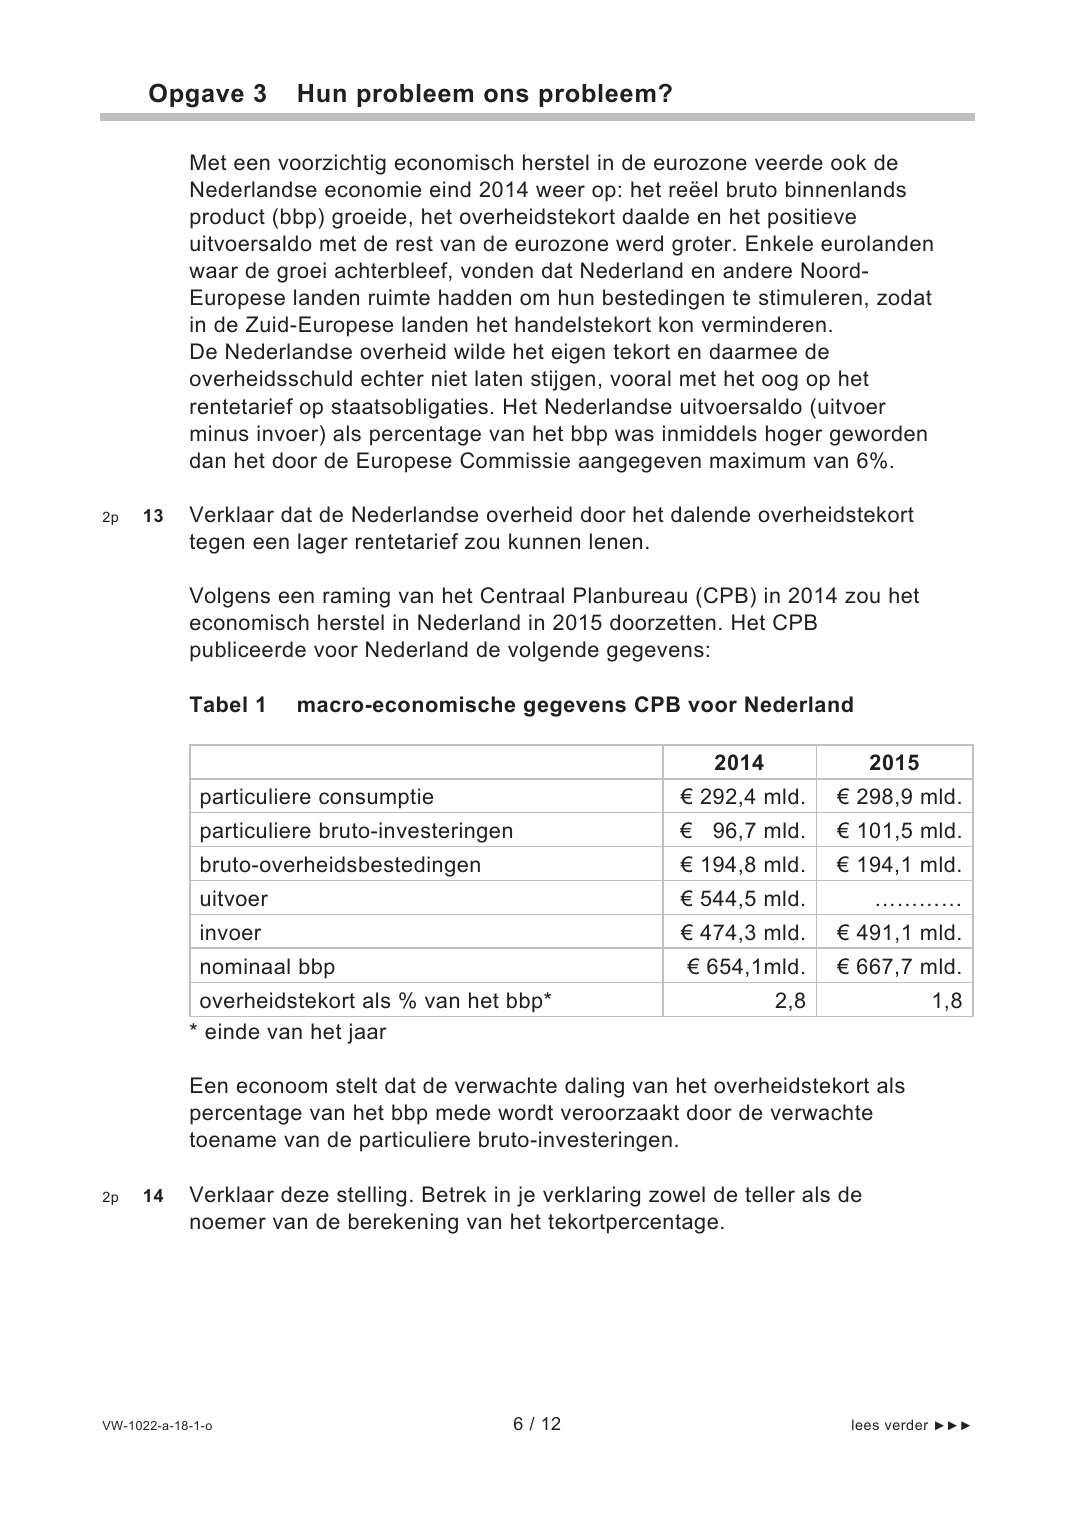 Opgave 3 Hun probleem ons probleem?
Met een voorzichtig economisch herstel in de eurozone veerde ook de
Nederlandse economie eind 2014 weer op: het reëel bruto binnenlands
product (bbp) groeide, het overheidstekort daalde en het positieve
uitvoersaldo met de rest van de eurozone werd groter. Enkele eurolanden
waar de groei achterbleef, vonden dat Nederland en andere Noord-
Europese landen ruimte hadden om hun bestedingen te stimuleren, zodat
in de Zuid-Europese landen het handelstekort kon verminderen.
De Nederlandse overheid wilde het eigen tekort en daarmee de
overheidsschuld echter niet laten stijgen, vooral met het oog op het
rentetarief op staatsobligaties. Het Nederlandse uitvoersaldo (uitvoer
minus invoer) als percentage van het bbp was inmiddels hoger geworden
dan het door de Europese Commissie aangegeven maximum van 6%.
2p 13 Verklaar dat de Nederlandse overheid door het dalende overheidstekort
tegen een lager rentetarief zou kunnen lenen.
Volgens een raming van het Centraal Planbureau (CPB) in 2014 zou het
economisch herstel in Nederland in 2015 doorzetten. Het CPB
publiceerde voor Nederland de volgende gegevens:
Tabel 1 macro-economische gegevens CPB voor Nederland
2014 2015
particuliere consumptie € 292,4 mld. € 298,9 mld.
particuliere bruto-investeringen € 96,7 mld. € 101,5 mld.
bruto-overheidsbestedingen € 194,8 mld. € 194,1 mld.
uitvoer € 544,5 mld. …………
invoer € 474,3 mld. € 491,1 mld.
nominaal bbp € 654,1mld. € 667,7 mld.
overheidstekort als % van het bbp* 2,8 1,8
* einde van het jaar
Een econoom stelt dat de verwachte daling van het overheidstekort als
percentage van het bbp mede wordt veroorzaakt door de verwachte
toename van de particuliere bruto-investeringen.
2p 14 Verklaar deze stelling. Betrek in je verklaring zowel de teller als de
noemer van de berekening van het tekortpercentage.
VW-1022-a-18-1-o 6 / 12 lees verder ►►►